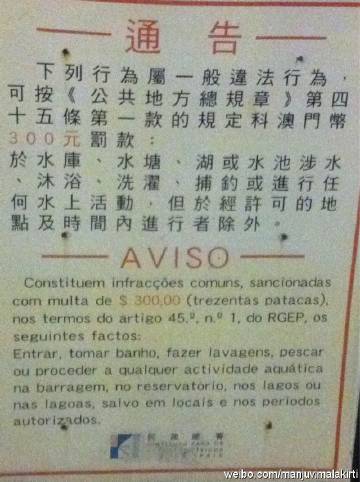 通告
下列行為屬一般違法行為，
可按《公共地方總規章》第四
十五條第一款的規定科澳門幣
300元罰款：
於水庫、水塘、湖或水池涉水
、沐浴、洗濯、捕釣或進行任
何水上活動，但於經許可的地
點及時間內進行者除外。
AVISO
Constituem infracções comuns, sancionadas
com multa de $ 300,00 (trezentas patacas),
nos termos do artigo 45.º, n.º 1, do RGEP, os
seguintes factos:
Entrar, tomar banho, fazer lavagens, pescar
ou proceder a qualquer actividade aquática
na barragem, no reservatório, nos lagos ou
nas lagoas, salvo em locais e nos períodos
autorizados.
民政總署
weibo.com/manjuvimalakirti